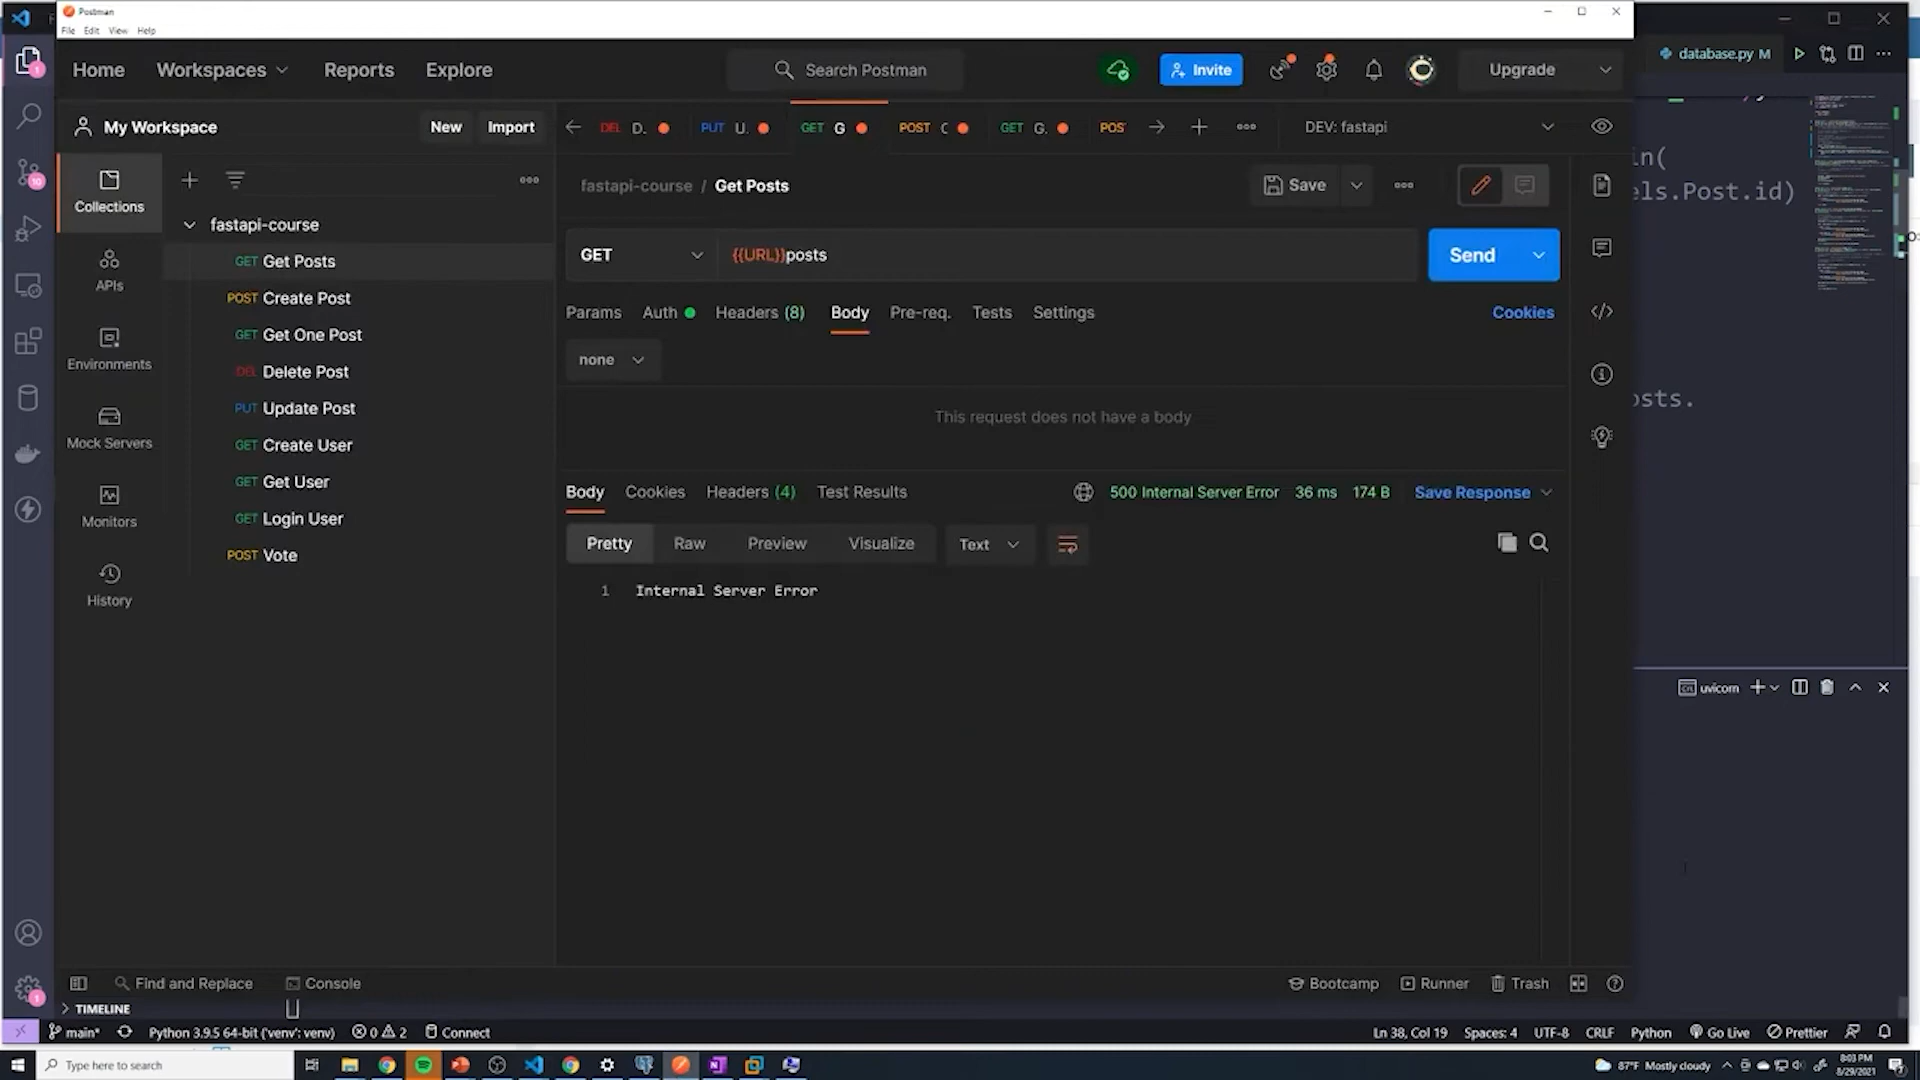 Postman
File Edit View Help
Home Workspaces Reports Explore
Search Postman
Invite
Upgrade
database.py M
My Workspace
New Import
DEL D.
PUT U.
GET G
POST
GET G.
POS
DEV: fastapi
in(
els.Post.id)
Collections
fastapi-course / Get Posts
Save
fastapi-course
GET Get Posts
POST Create Post
GET Get One Post
DEL Delete Post
PUT Update Post
GET Create User
GET Get User
GET Login User
POST Vote
APIs
Environments
Mock Servers
Monitors
History
GET
{{URL}}posts
Send
Params Auth Headers (8) Body Pre-req. Tests Settings
Cookies
none
This request does not have a body
osts.
Body Cookies Headers (4) Test Results
500 Internal Server Error 36 ms 174 B Save Response
Pretty Raw Preview Visualize Text
1 Internal Server Error
uvicorn
Find and Replace Console
Bootcamp Runner Trash
TIMELINE
main* Python 3.9.5 64-bit ('venv': venv) 0 2 Connect
Ln 38, Col 19 Spaces: 4 UTF-8 CRLF Python Go Live Prettier
Type here to search
87°F Mostly cloudy
8:03 PM
8/29/2021